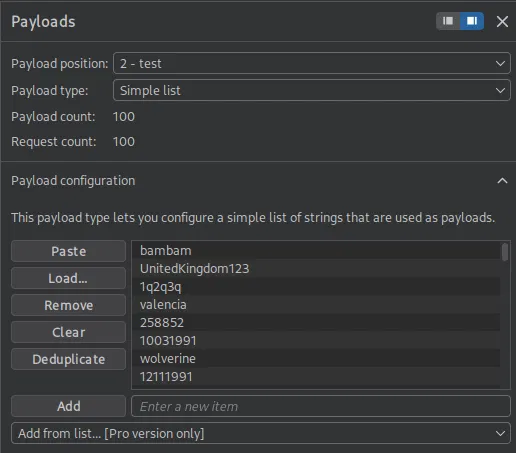 Payloads
Payload position: 2 - test
Payload type: Simple list
Payload count: 100
Request count: 100
Payload configuration
This payload type lets you configure a simple list of strings that are used as payloads.
Paste
Load...
Remove
Clear
Deduplicate
bambam
UnitedKingdom123
1q2q3q
valencia
258852
10031991
wolverine
12111991
Add
Enter a new item
Add from list... [Pro version only]